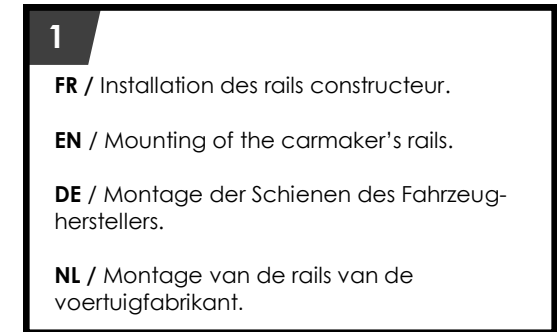 1
FR / Installation des rails constructeur.
EN / Mounting of the carmaker's rails.
DE / Montage der Schienen des Fahrzeug-
herstellers.
NL / Montage van de rails van de
voertuigfabrikant.